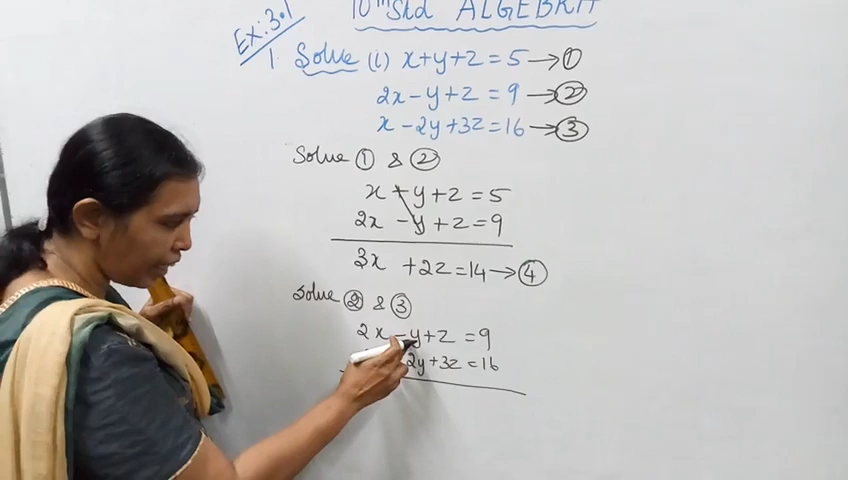 10th Std ALGEBRA
Ex: 3.1
1. Solve (i) x+y+z = 5 → ①
2x-y+z = 9 → ②
x-2y+3z = 16 → ③
Solve ① & ②
x+y+z = 5
2x-y+z = 9
3x +2z = 14 → ④
Solve ② & ③
2x-y+z = 9
2y+3z = 16